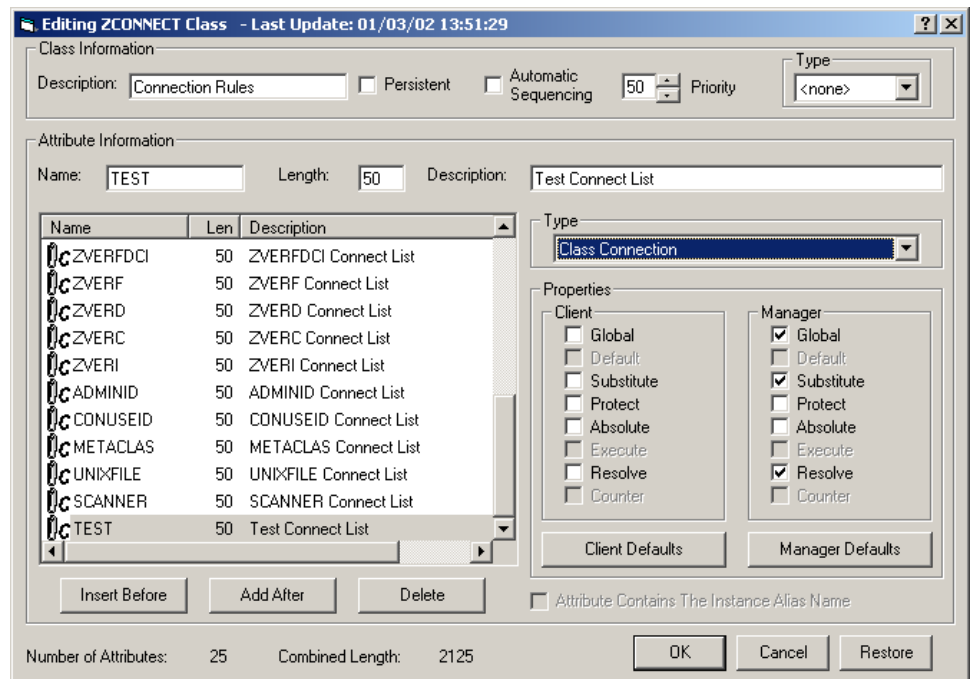 Editing ZCONNECT Class - Last Update: 01/03/02 13:51:29
Class Information
Description: Connection Rules Persistent Automatic Sequencing 50 Priority Type <none>
Attribute Information
Name: TEST Length: 50 Description: Test Connect List
Name Len Description
ZVERFDCI 50 ZVERFDCI Connect List
ZVERF 50 ZVERF Connect List
ZVERD 50 ZVERD Connect List
ZVERC 50 ZVERC Connect List
ZVERI 50 ZVERI Connect List
ADMINID 50 ADMINID Connect List
CONUSEID 50 CONUSEID Connect List
METACLAS 50 METACLAS Connect List
UNIXFILE 50 UNIXFILE Connect List
SCANNER 50 SCANNER Connect List
TEST 50 Test Connect List
Insert Before Add After Delete
Type
Class Connection
Properties
Client
Global
Default
Substitute
Protect
Absolute
Execute
Resolve
Counter
Client Defaults
Manager
Global
Default
Substitute
Protect
Absolute
Execute
Resolve
Counter
Manager Defaults
Attribute Contains The Instance Alias Name
Number of Attributes: 25 Combined Length: 2125
OK Cancel Restore